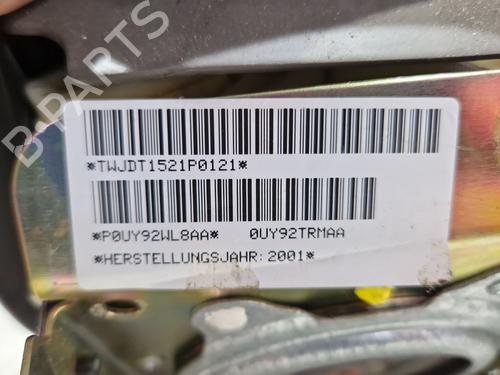 B PARTS
*TWJDT1521P0121*
*P0UY92WL8AA* 0UY92TRMAA
*HERSTELLUNGSJAHR:2001*